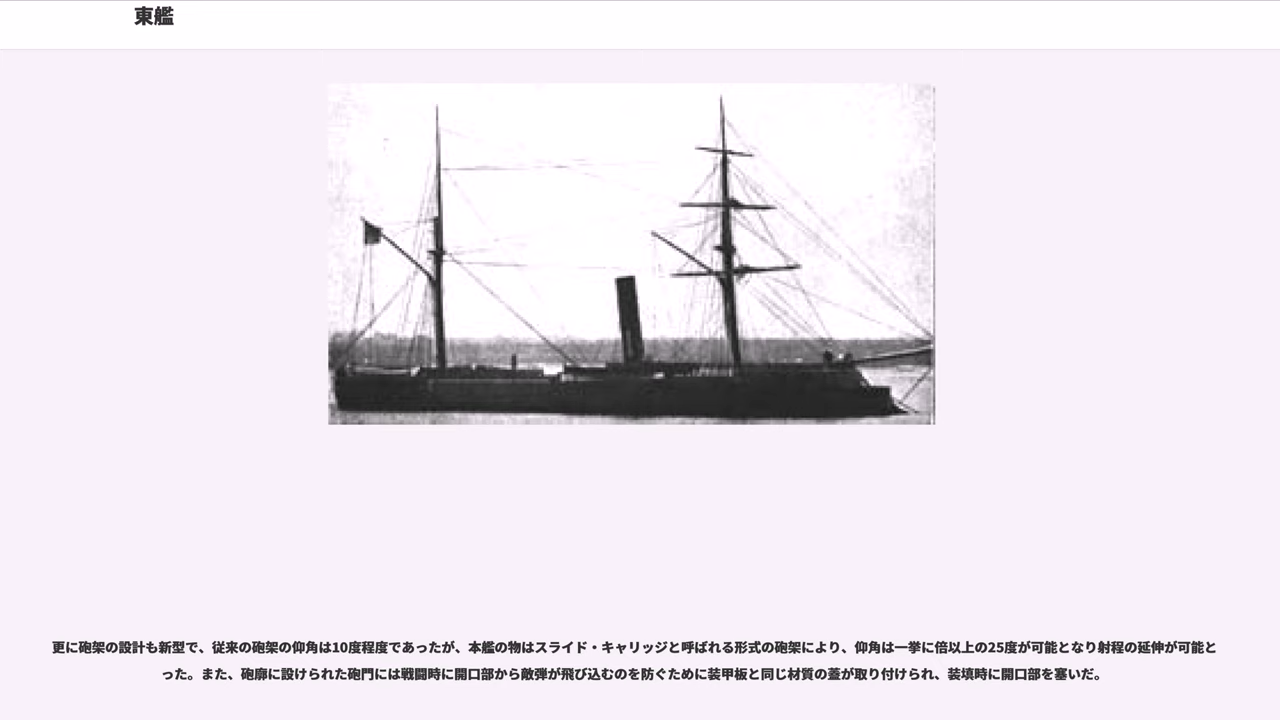 東艦
更に砲架の設計も新型で、従来の砲架の仰角は10度程度であったが、本艦の物はスライド・キャリッジと呼ばれる形式の砲架により、仰角は一挙に倍以上の25度が可能となり射程の延伸が可能と
った。また、砲廓に設けられた砲門には戦闘時に開口部から敵弾が飛び込むのを防ぐために装甲板と同じ材質の蓋が取り付けられ、装填時に開口部を塞いだ。